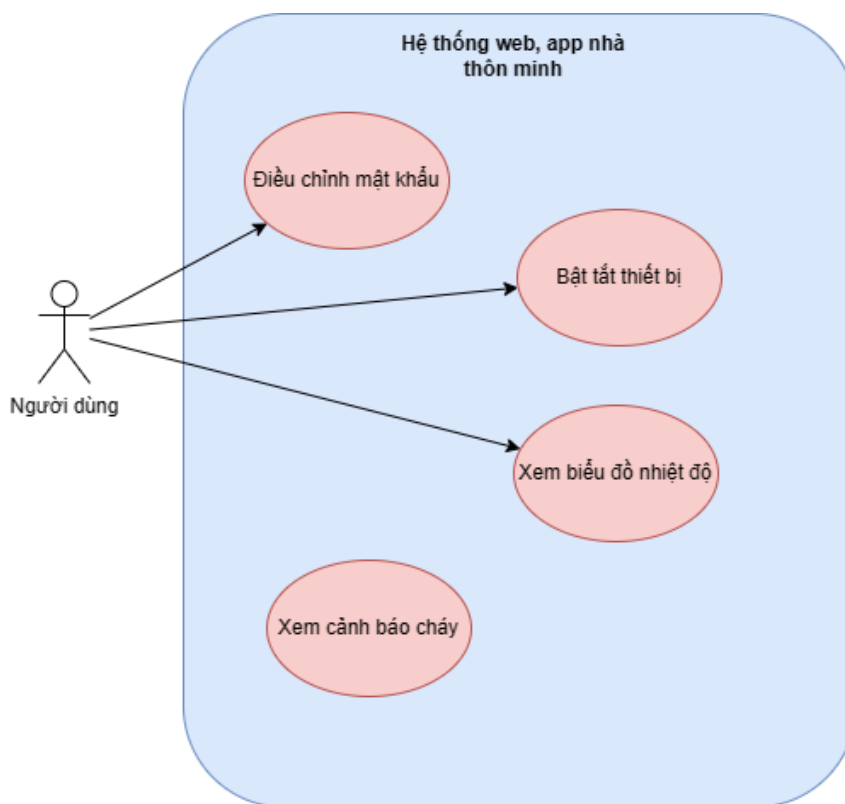 Hệ thống web, app nhà
thôn minh
Điều chỉnh mật khẩu
Bật tắt thiết bị
Người dùng
Xem biểu đồ nhiệt độ
Xem cảnh báo cháy